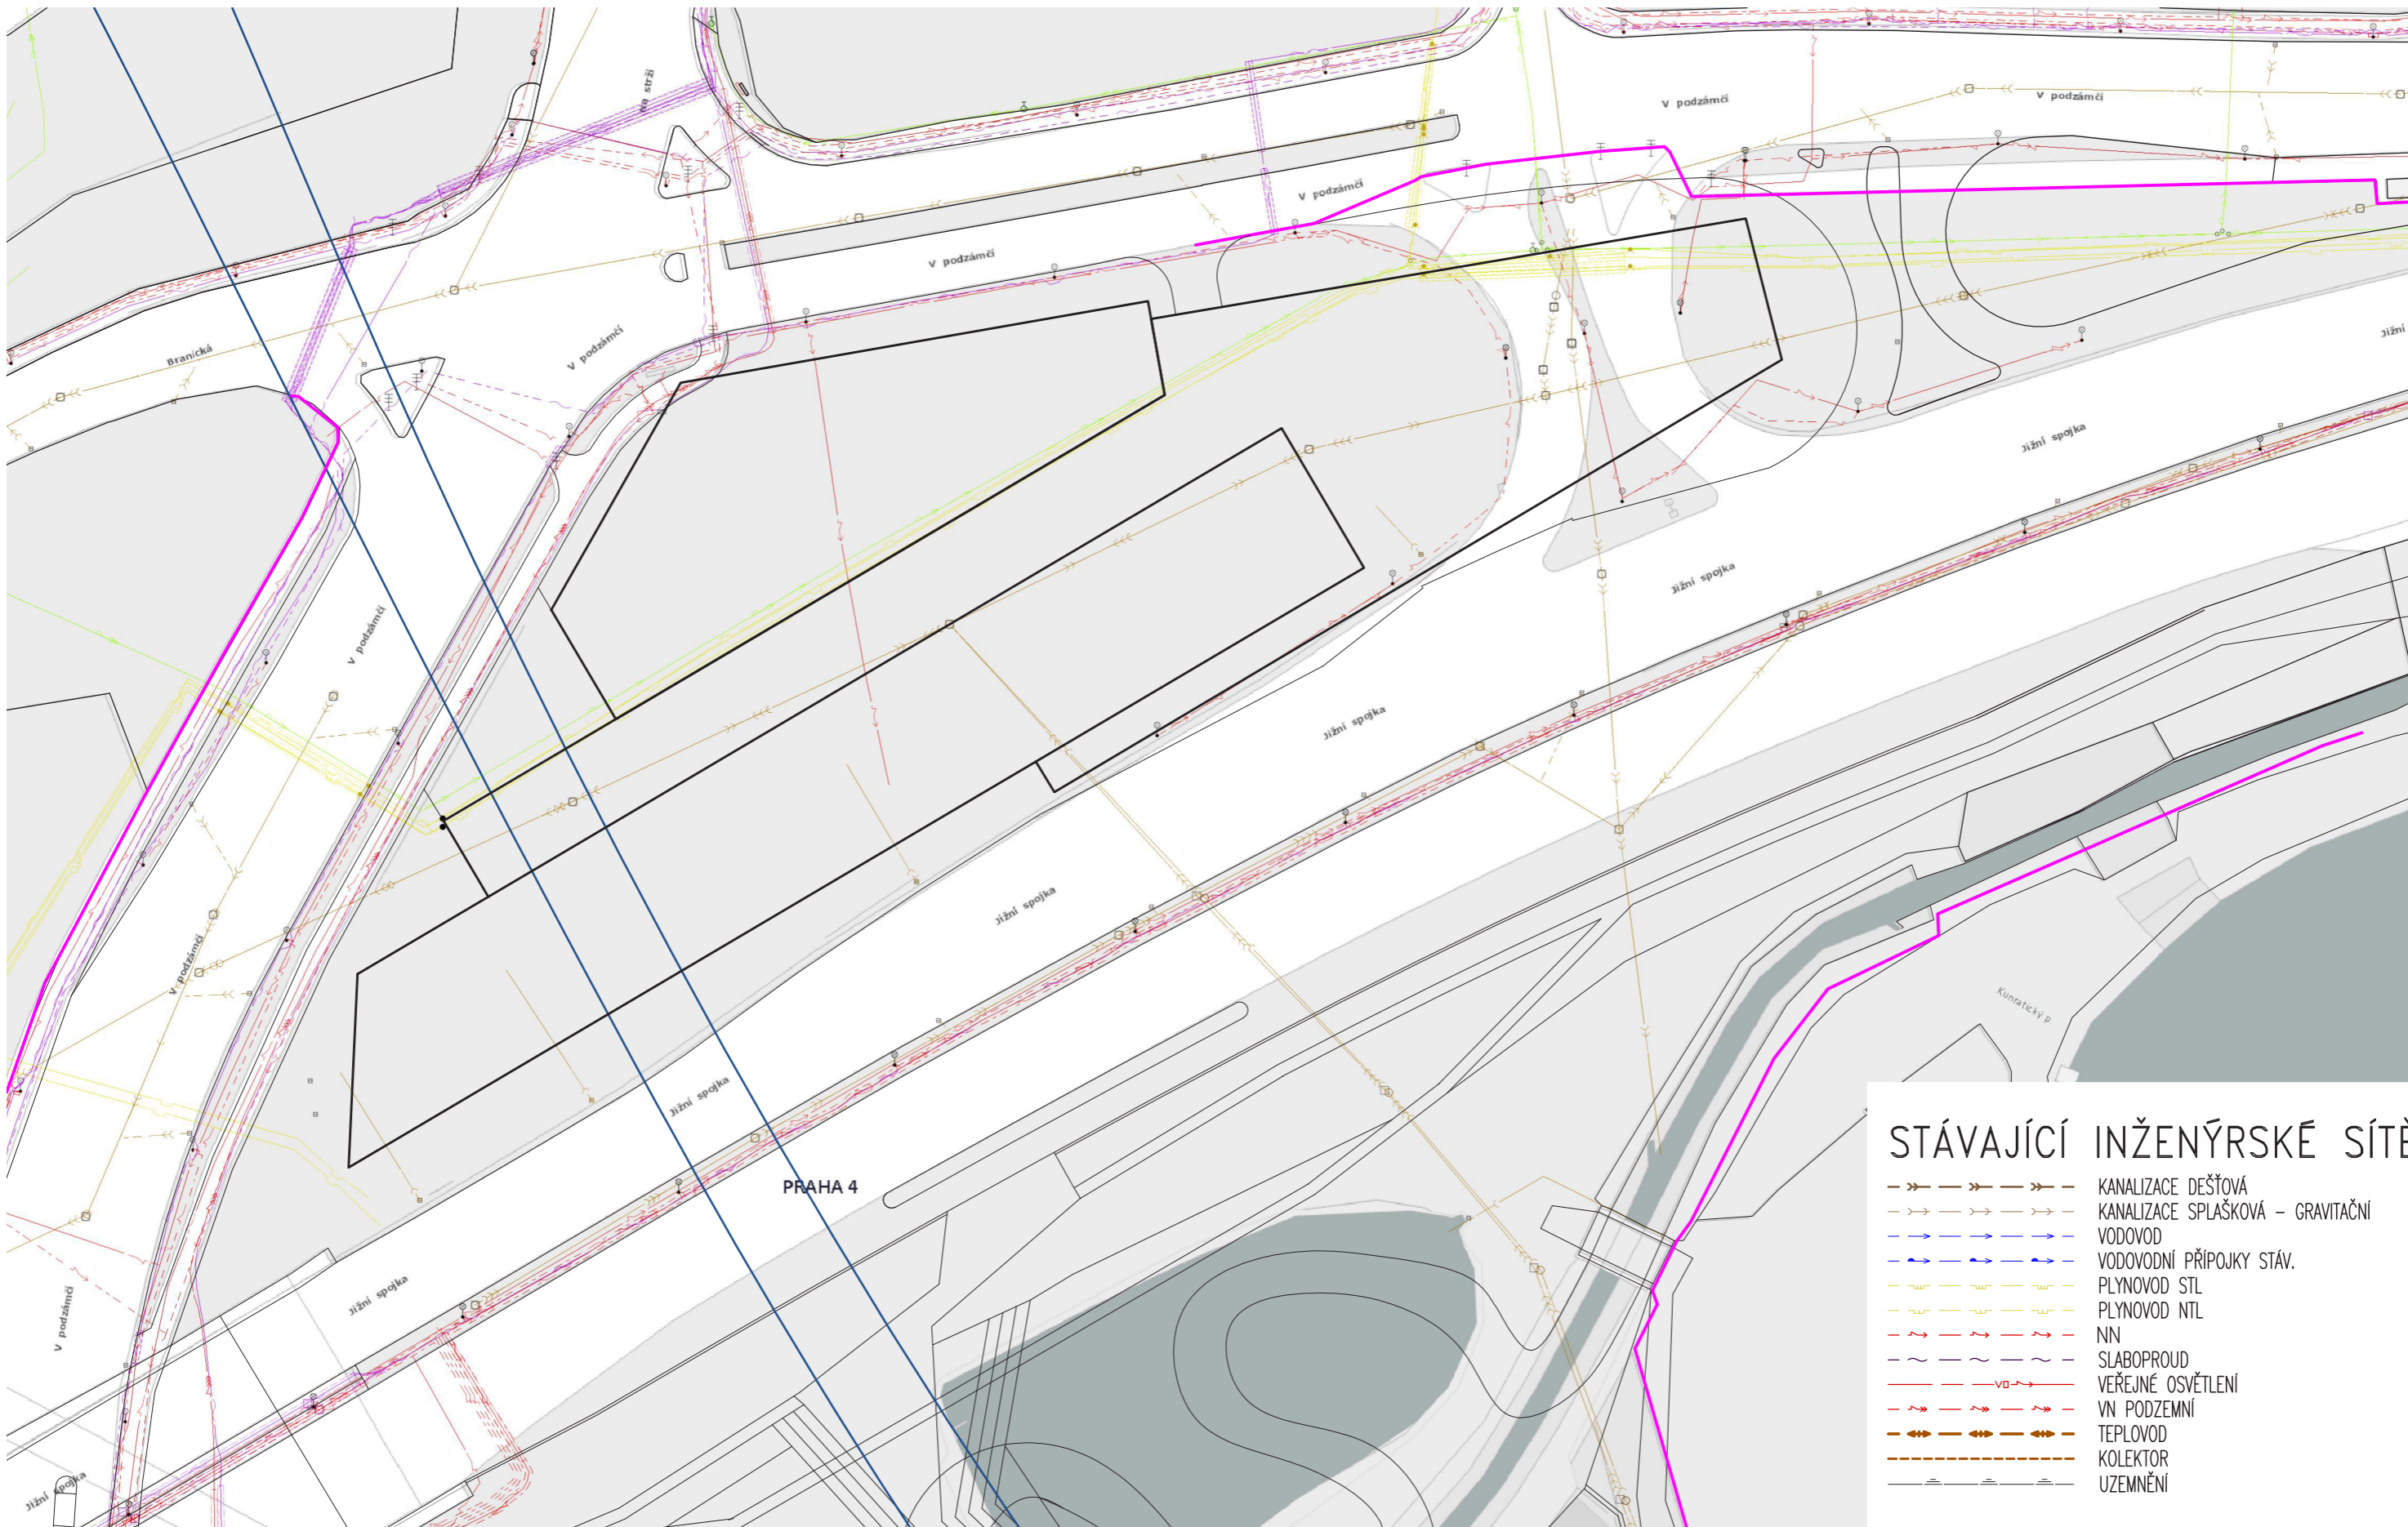 Na strži
V podzámčí
V podzámčí
V podzámčí
V podzámčí
Jižní
Branická
V podzámčí
Jižní spojka
Jižní spojka
V podzámčí
Jižní spojka
Jižní spojka
V podzámčí
Kunratický p
Jižní spojka
PRAHA 4
Jižní spojka
V podzámčí
Jižní spojka
STÁVAJÍCÍ INŽENÝRSKÉ SÍTĚ
KANALIZACE DEŠŤOVÁ
KANALIZACE SPLAŠKOVÁ – GRAVITAČNÍ
VODOVOD
VODOVODNÍ PŘÍPOJKY STÁV.
PLYNOVOD STL
PLYNOVOD NTL
NN
SLABOPROUD
VO VEŘEJNÉ OSVĚTLENÍ
VN PODZEMNÍ
TEPLOVOD
KOLEKTOR
UZEMNĚNÍ